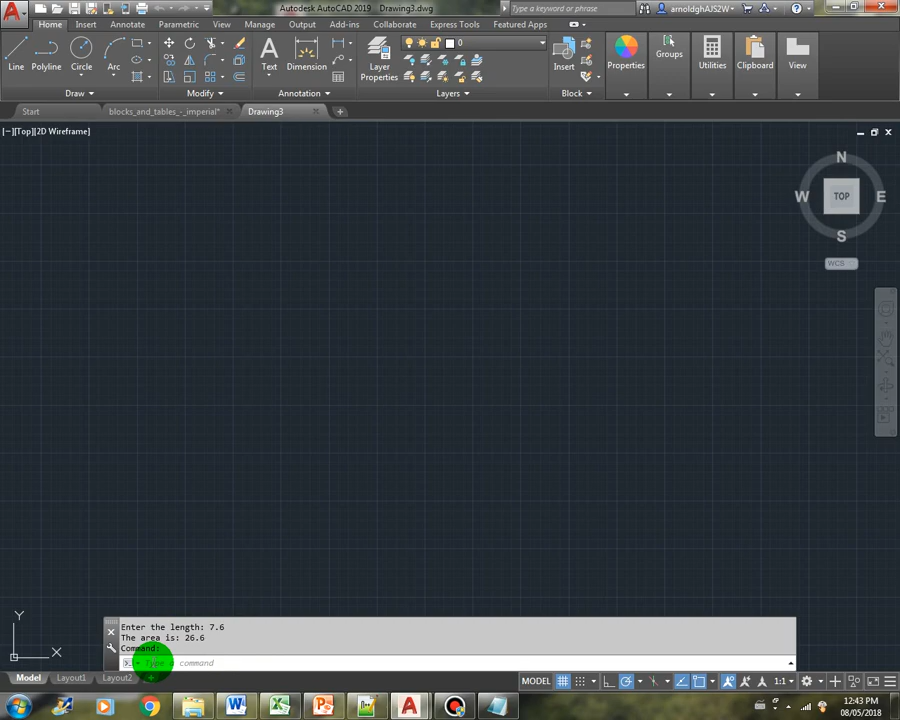 Autodesk AutoCAD 2019 Drawing3.dwg
Type a keyword or phrase
arnoldghAJS2W
Home Insert Annotate Parametric View Manage Output Collaborate Express Tools Featured Apps
Line Polyline Circle Arc
Text Dimension
Layer
Properties
0
Insert
Properties Groups Utilities Clipboard View
Draw Modify Annotation Layers Block
Start blocks_and_tables_-_imperial* Drawing3
[−][Top][2D Wireframe]
N
W TOP E
S
WCS
Y
X
Enter the length: 7.6
The area is: 26.6
Command:
Type a command
Model Layout1 Layout2
MODEL 1:1
12:43 PM
08/05/2018